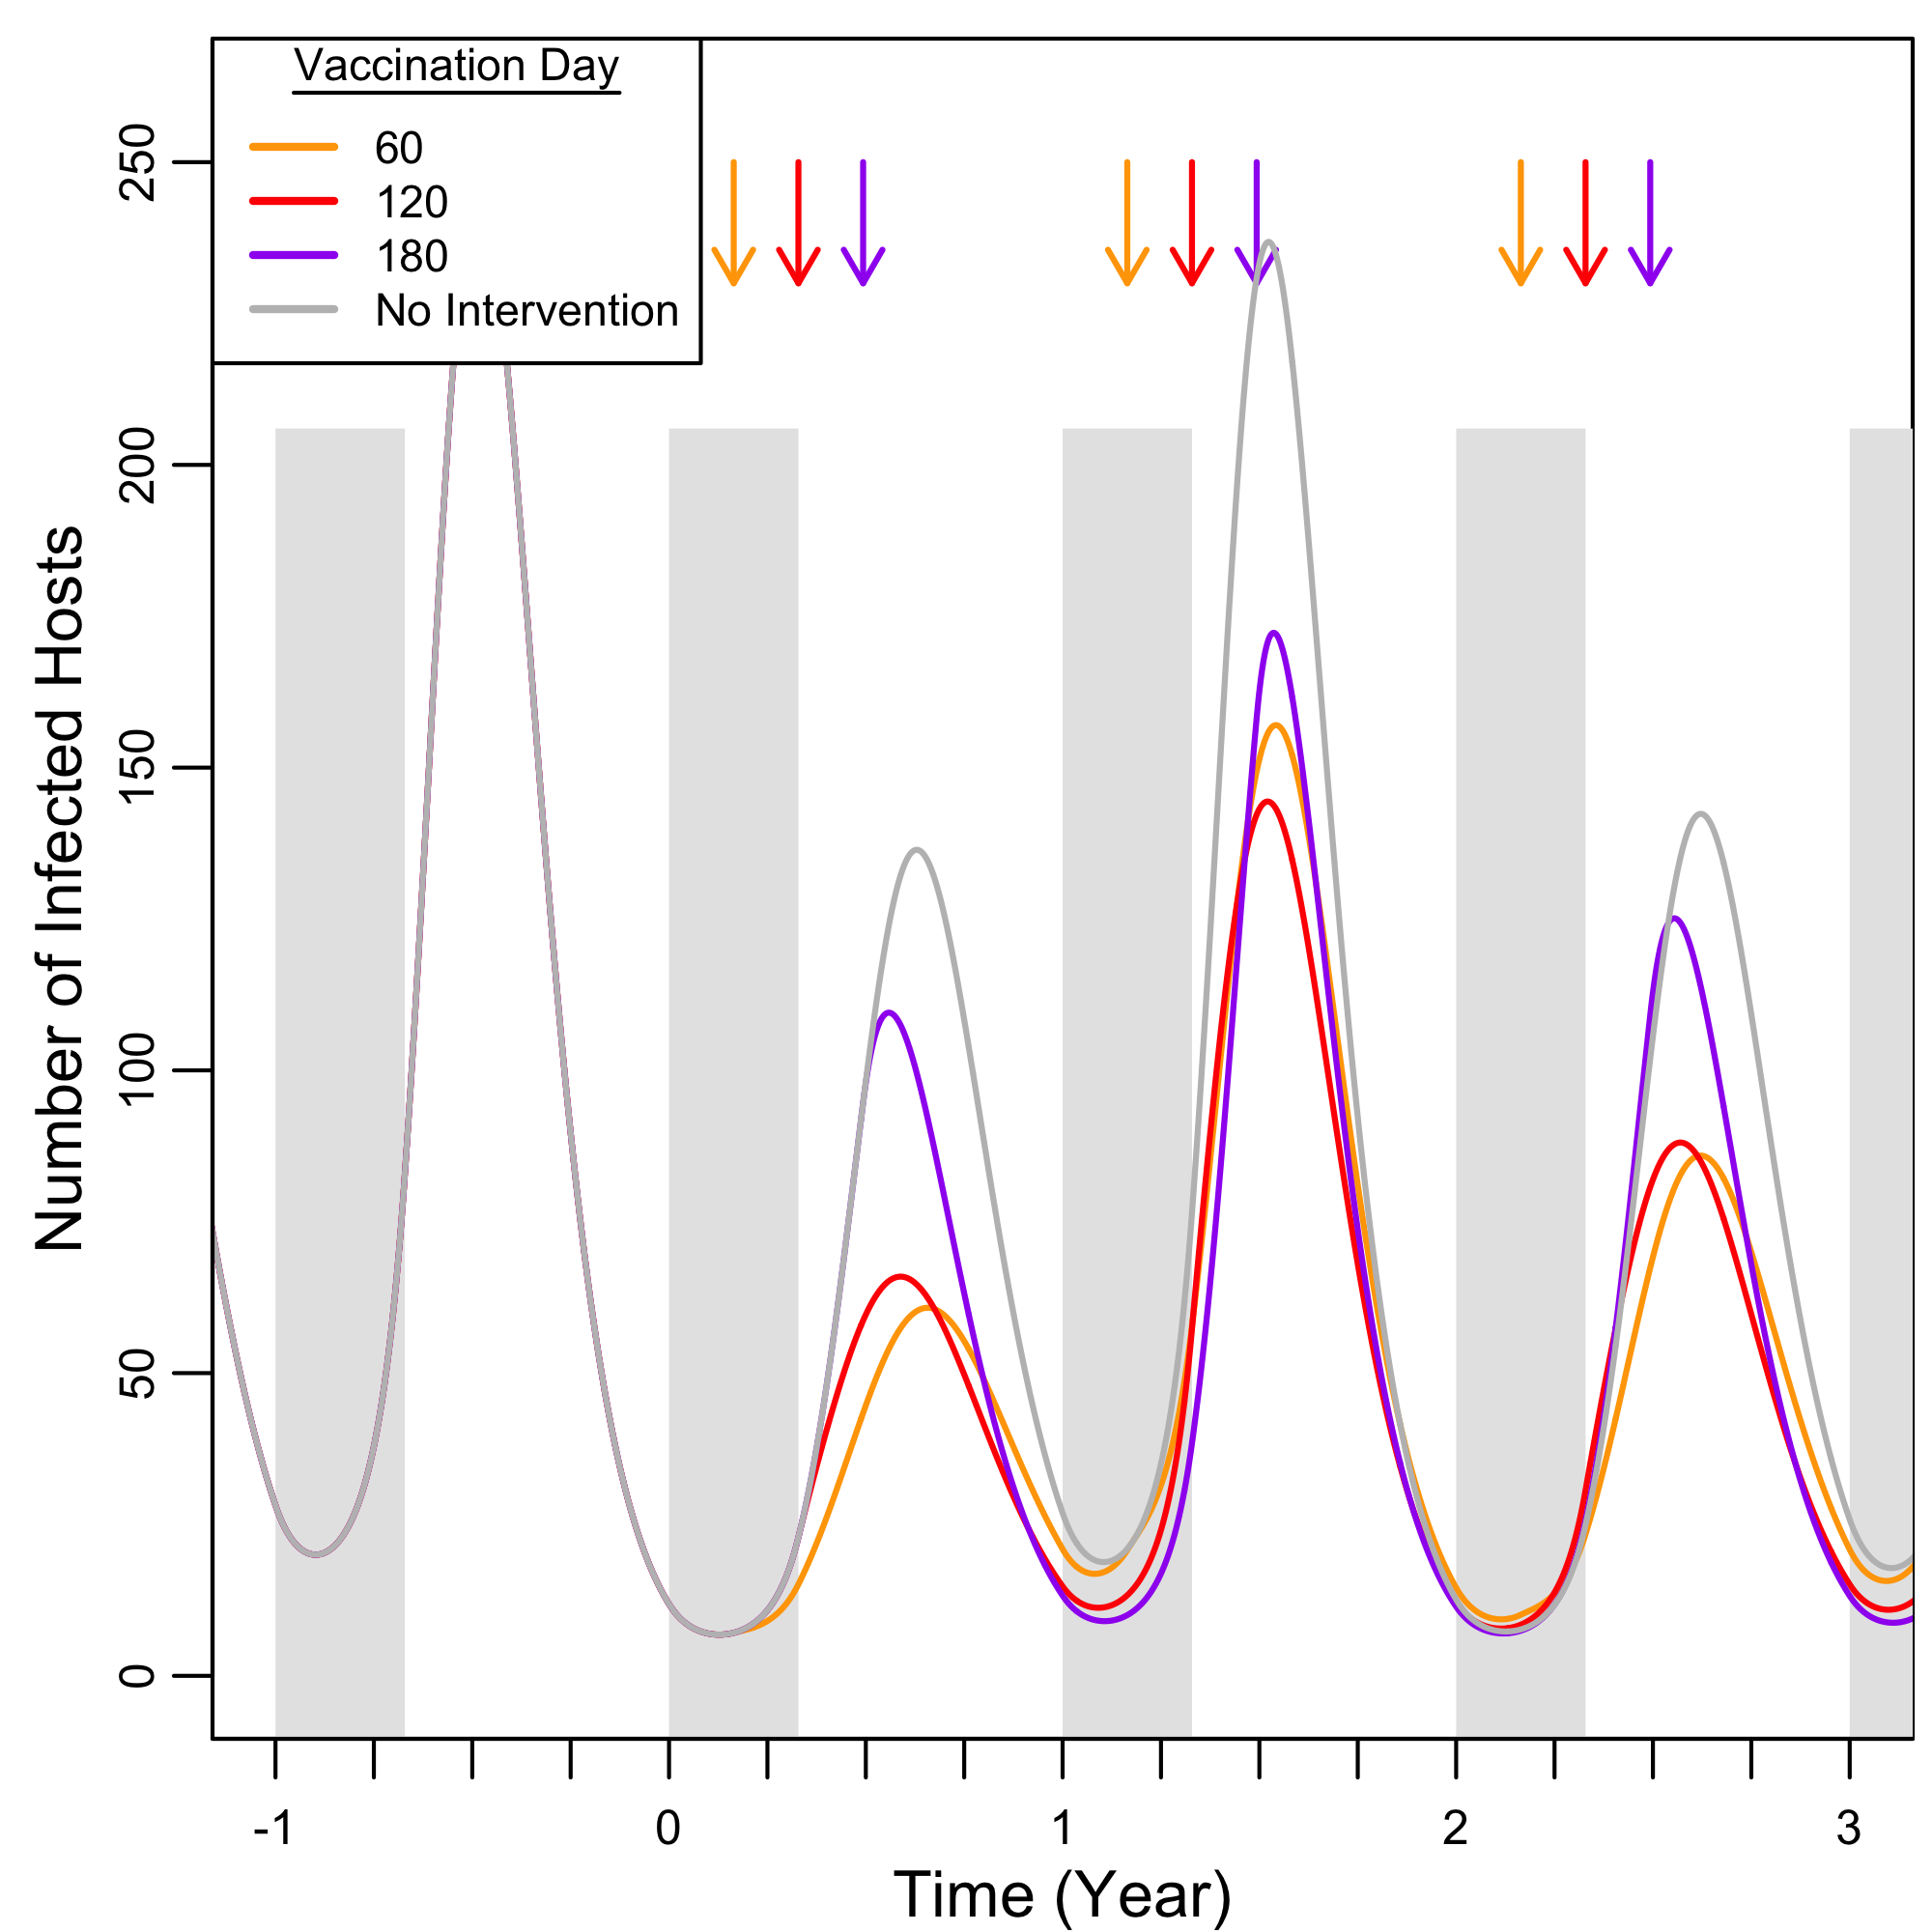 Vaccination Day
60
120
180
No Intervention
250
200
150
100
50
0
Number of Infected Hosts
-1 0 1 2 3
Time (Year)